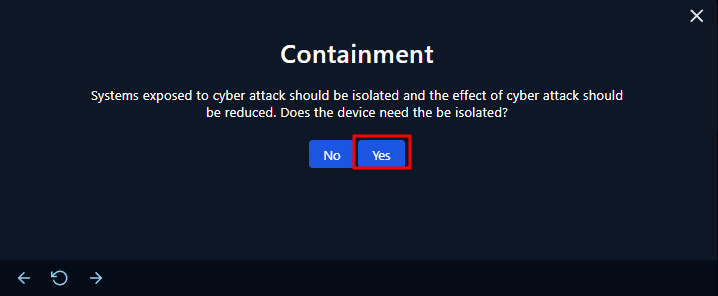 Containment
Systems exposed to cyber attack should be isolated and the effect of cyber attack should
be reduced. Does the device need the be isolated?
No
Yes